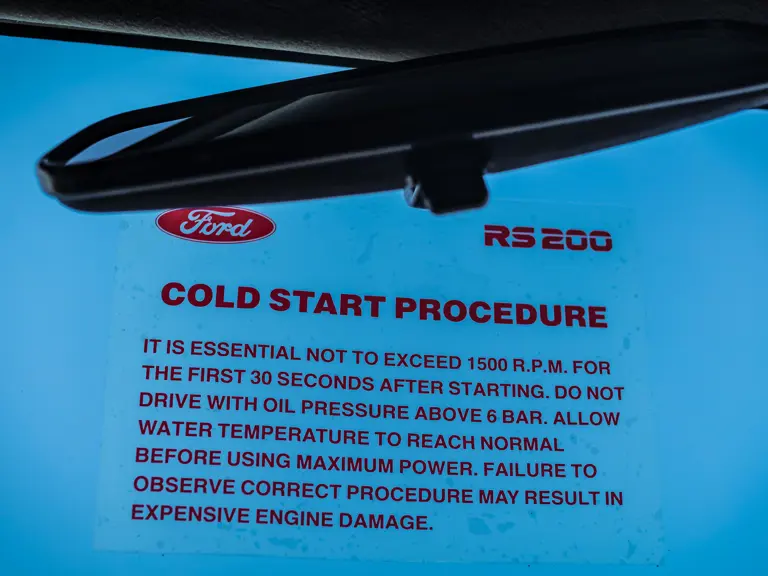 Ford RS200
COLD START PROCEDURE
IT IS ESSENTIAL NOT TO EXCEED 1500 R.P.M. FOR
THE FIRST 30 SECONDS AFTER STARTING. DO NOT
DRIVE WITH OIL PRESSURE ABOVE 6 BAR. ALLOW
WATER TEMPERATURE TO REACH NORMAL
BEFORE USING MAXIMUM POWER. FAILURE TO
OBSERVE CORRECT PROCEDURE MAY RESULT IN
EXPENSIVE ENGINE DAMAGE.